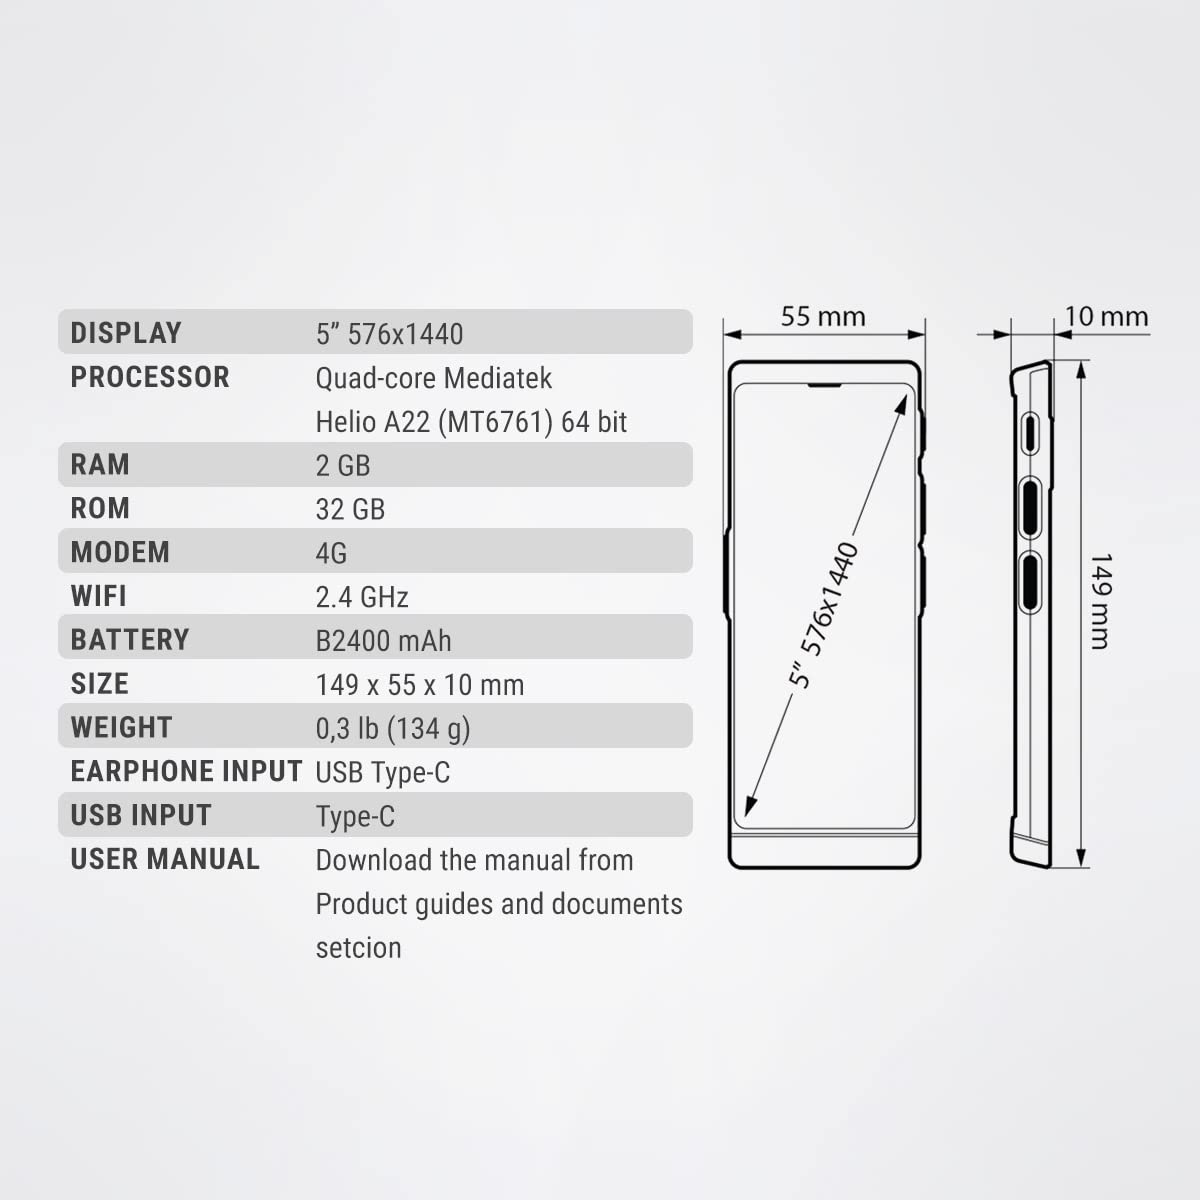 DISPLAY 5” 576x1440
PROCESSOR Quad-core Mediatek
Helio A22 (MT6761) 64 bit
RAM 2 GB
ROM 32 GB
MODEM 4G
WIFI 2.4 GHz
BATTERY B2400 mAh
SIZE 149 x 55 x 10 mm
WEIGHT 0,3 lb (134 g)
EARPHONE INPUT USB Type-C
USB INPUT Type-C
USER MANUAL Download the manual from
Product guides and documents
setcion
55 mm
10 mm
5” 576x1440
149 mm